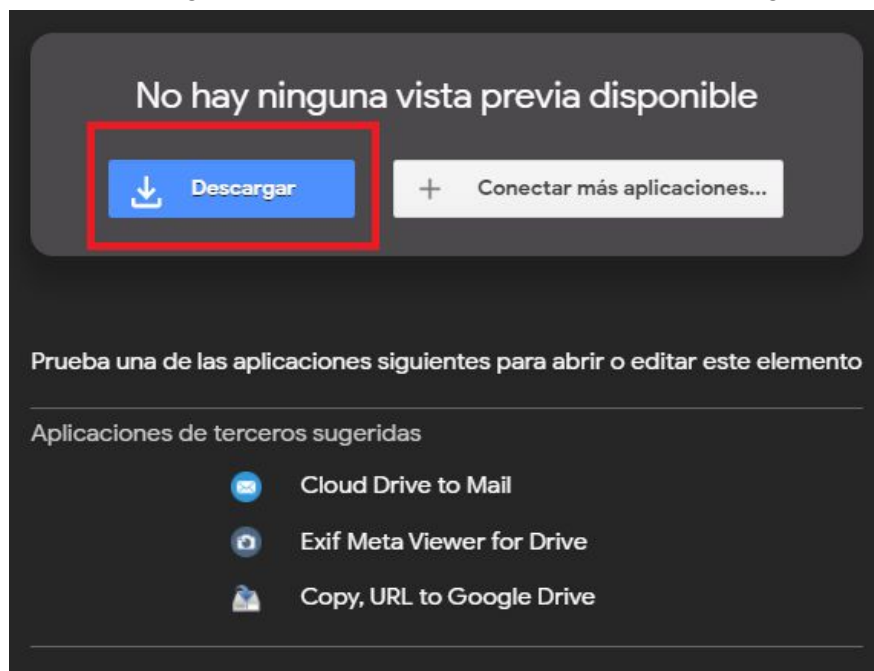 No hay ninguna vista previa disponible
Descargar
+ Conectar más aplicaciones...
Prueba una de las aplicaciones siguientes para abrir o editar este elemento
Aplicaciones de terceros sugeridas
Cloud Drive to Mail
Exif Meta Viewer for Drive
Copy, URL to Google Drive